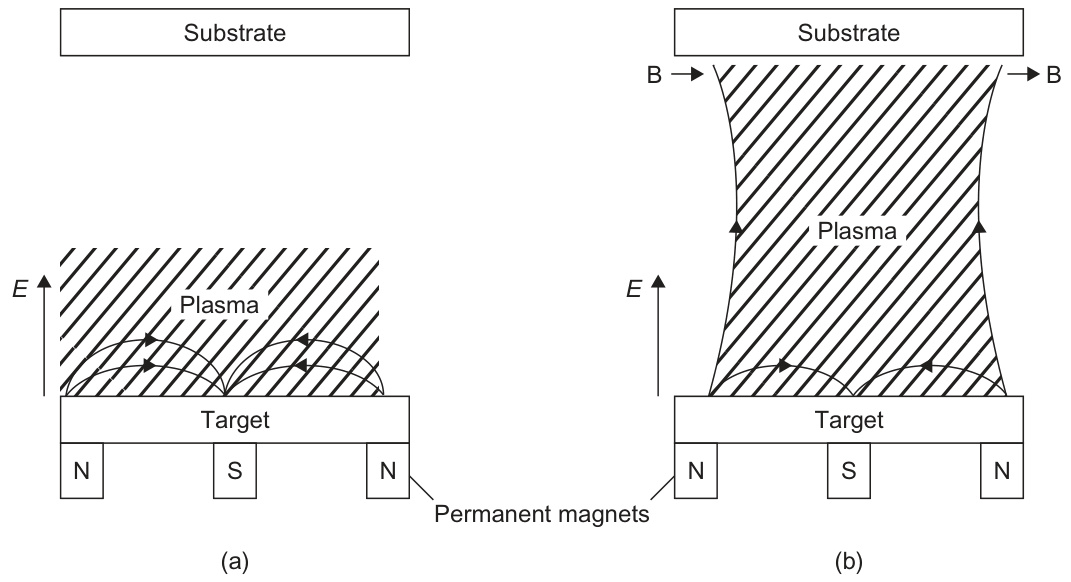 Substrate
E
Plasma
Target
N
S
N
(a)
Permanent magnets
Substrate
B
B
Plasma
E
Target
N
S
N
(b)